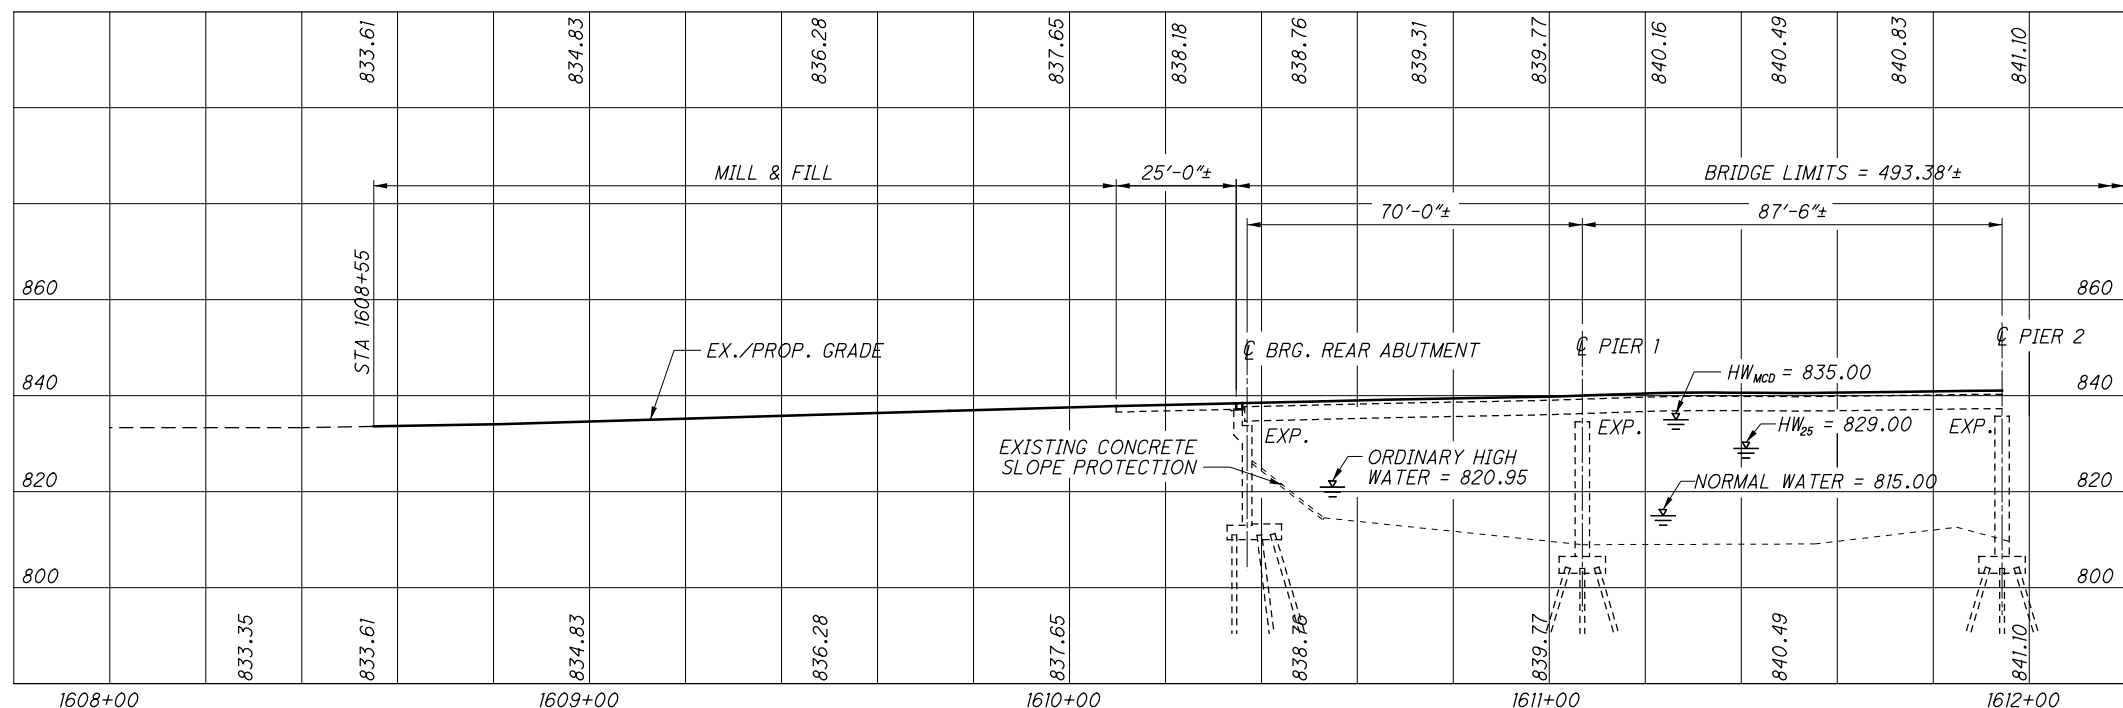 833.61
834.83
836.28
837.65
838.18
838.76
839.31
839.77
840.16
840.49
840.83
841.10
MILL & FILL
25'-0"±
BRIDGE LIMITS = 493.38'±
70'-0"±
87'-6"±
STA 1608+55
860
860
℄ BRG. REAR ABUTMENT
℄ PIER 1
℄ PIER 2
EX./PROP. GRADE
HW_MCD = 835.00
840
840
EXP.
EXP.
HW_25 = 829.00
EXP.
EXISTING CONCRETE
SLOPE PROTECTION
ORDINARY HIGH
WATER = 820.95
NORMAL WATER = 815.00
820
820
800
800
833.35
833.61
834.83
836.28
837.65
838.76
839.77
840.49
841.10
1608+00
1609+00
1610+00
1611+00
1612+00